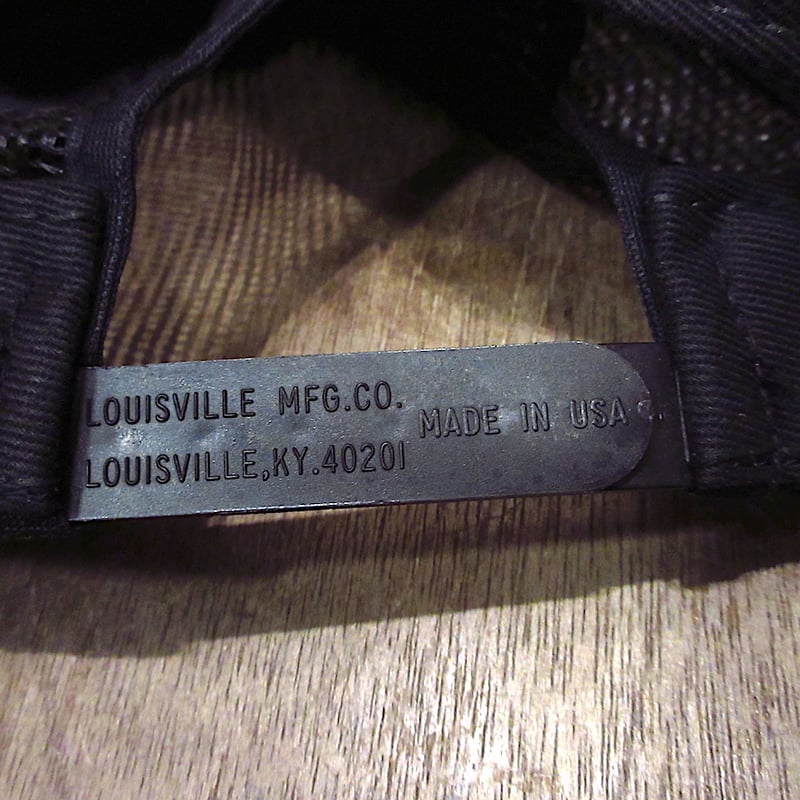 LOUISVILLE MFG.CO.
LOUISVILLE,KY.40201
MADE IN USA